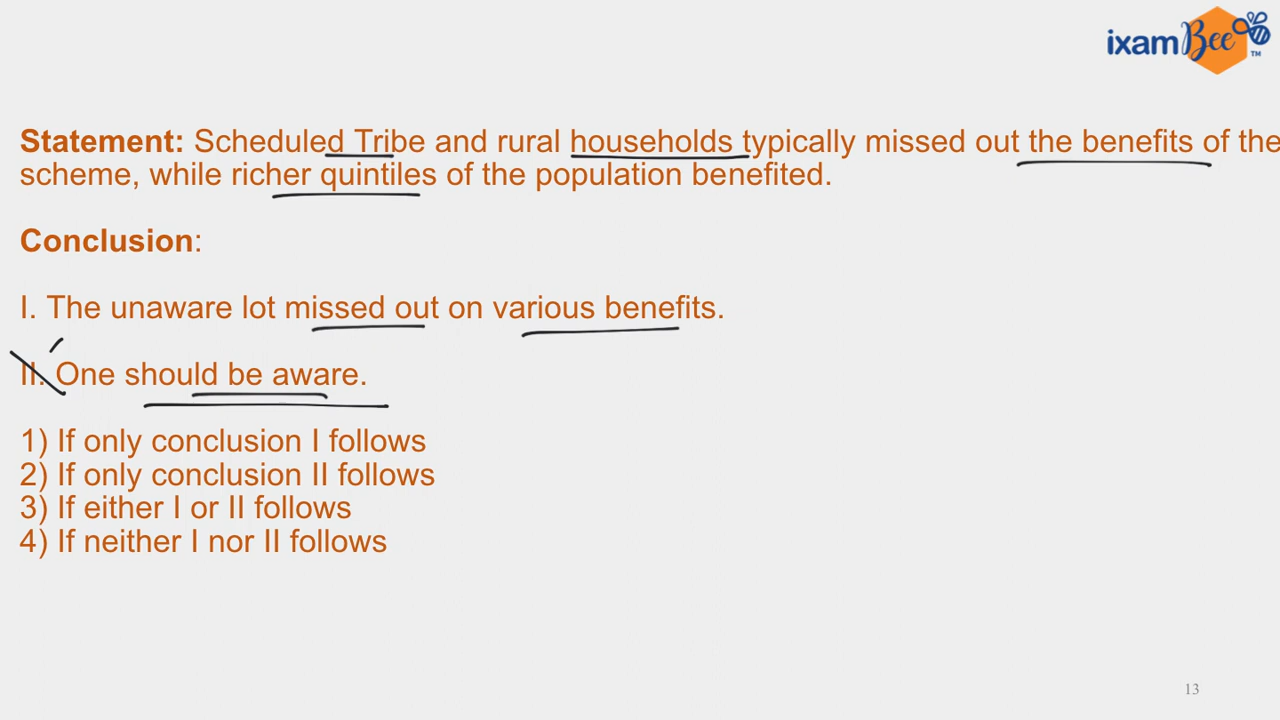 ixamBee
TM
Statement: Scheduled Tribe and rural households typically missed out the benefits of the
scheme, while richer quintiles of the population benefited.
Conclusion:
I. The unaware lot missed out on various benefits.
II. One should be aware.
1) If only conclusion I follows
2) If only conclusion II follows
3) If either I or II follows
4) If neither I nor II follows
13